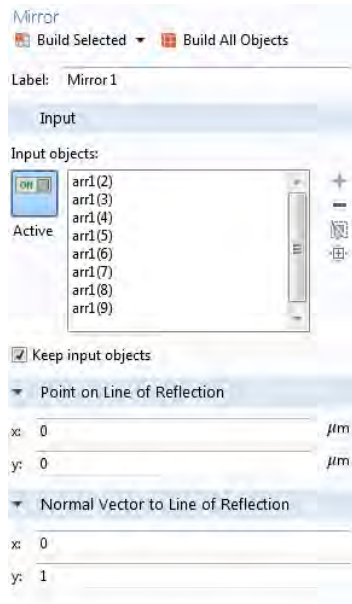 Mirror
Build Selected Build All Objects
Label: Mirror 1
Input
Input objects:
ON
Active
arr1(2)
arr1(3)
arr1(4)
arr1(5)
arr1(6)
arr1(7)
arr1(8)
arr1(9)
Keep input objects
Point on Line of Reflection
x: 0 μm
y: 0 μm
Normal Vector to Line of Reflection
x: 0
y: 1